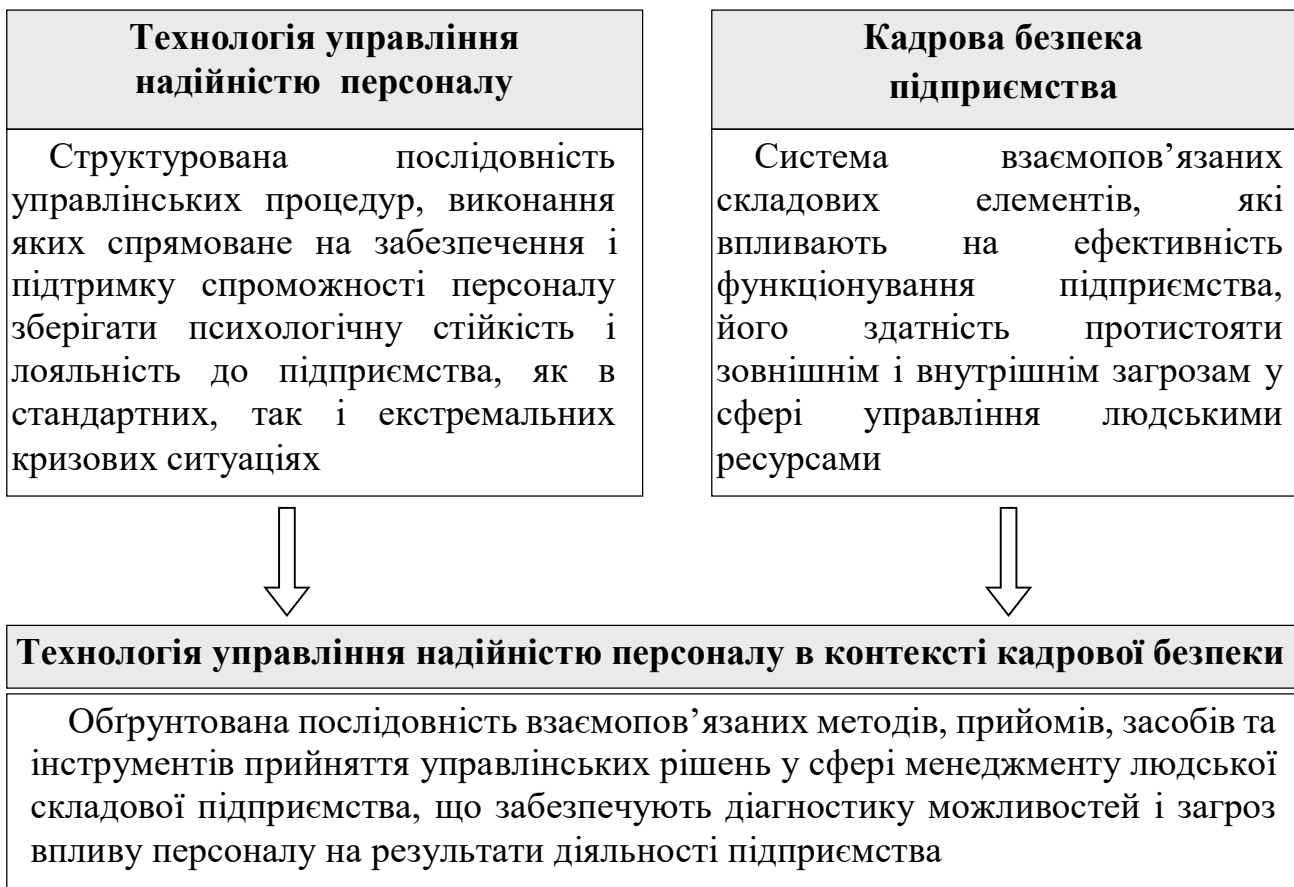 Технологія управління
надійністю персоналу
Структурована послідовність
управлінських процедур, виконання
яких спрямоване на забезпечення і
підтримку спроможності персоналу
зберігати психологічну стійкість і
лояльність до підприємства, як в
стандартних, так і екстремальних
кризових ситуаціях
Кадрова безпека
підприємства
Система взаємопов’язаних
складових елементів, які
впливають на ефективність
функціонування підприємства,
його здатність протистояти
зовнішнім і внутрішнім загрозам у
сфері управління людськими
ресурсами
Технологія управління надійністю персоналу в контексті кадрової безпеки
Обґрунтована послідовність взаємопов’язаних методів, прийомів, засобів та
інструментів прийняття управлінських рішень у сфері менеджменту людської
складової підприємства, що забезпечують діагностику можливостей і загроз
впливу персоналу на результати діяльності підприємства